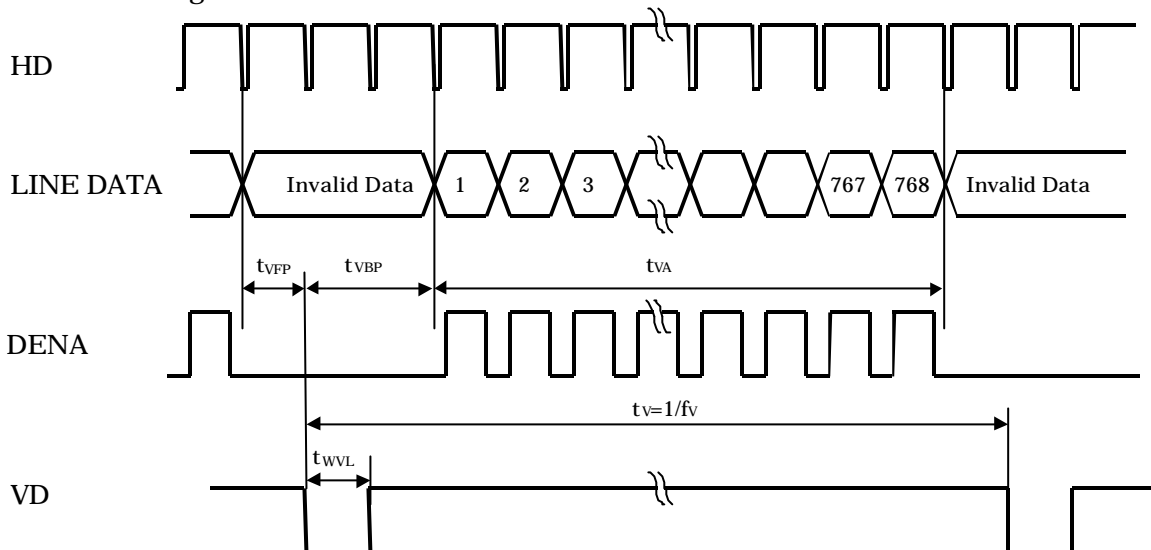 HD
LINE DATA
Invalid Data 1 2 3 767 768 Invalid Data
tVFP tVBP tVA
DENA
tV=1/fV
tWVL
VD